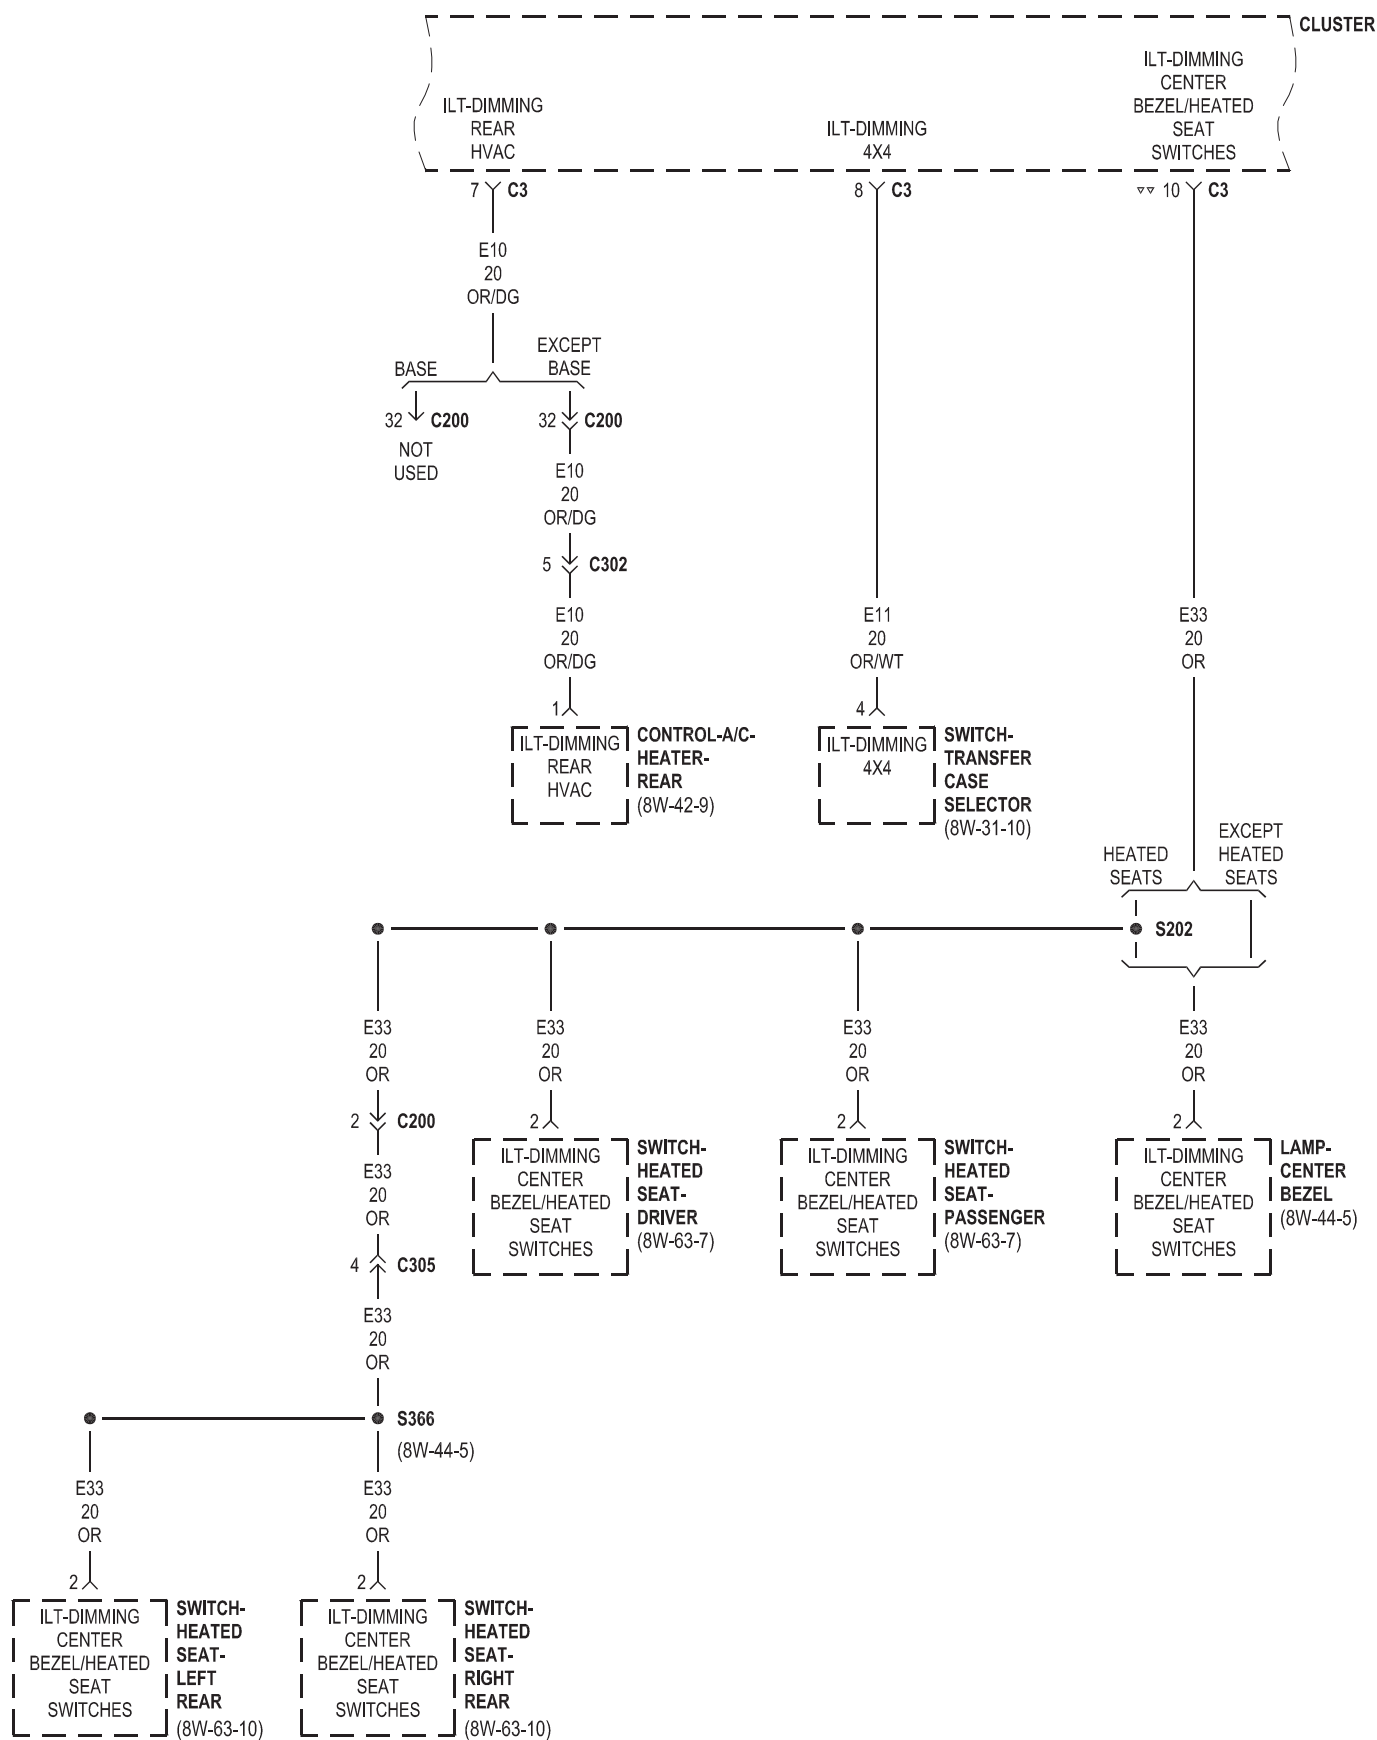 CLUSTER
ILT-DIMMING
REAR
HVAC
ILT-DIMMING
4X4
ILT-DIMMING
CENTER
BEZEL/HEATED
SEAT
SWITCHES
7 C3
8 C3
▿▿ 10 C3
E10
20
OR/DG
BASE
EXCEPT
BASE
32 C200
NOT
USED
32 C200
E10
20
OR/DG
5 C302
E10
20
OR/DG
1
ILT-DIMMING
REAR
HVAC
CONTROL-A/C-
HEATER-
REAR
(8W-42-9)
E11
20
OR/WT
4
ILT-DIMMING
4X4
SWITCH-
TRANSFER
CASE
SELECTOR
(8W-31-10)
E33
20
OR
HEATED
SEATS
EXCEPT
HEATED
SEATS
S202
E33
20
OR
2 C200
E33
20
OR
4 C305
E33
20
OR
E33
20
OR
2
ILT-DIMMING
CENTER
BEZEL/HEATED
SEAT
SWITCHES
SWITCH-
HEATED
SEAT-
DRIVER
(8W-63-7)
E33
20
OR
2
ILT-DIMMING
CENTER
BEZEL/HEATED
SEAT
SWITCHES
SWITCH-
HEATED
SEAT-
PASSENGER
(8W-63-7)
E33
20
OR
2
ILT-DIMMING
CENTER
BEZEL/HEATED
SEAT
SWITCHES
LAMP-
CENTER
BEZEL
(8W-44-5)
S366
(8W-44-5)
E33
20
OR
2
ILT-DIMMING
CENTER
BEZEL/HEATED
SEAT
SWITCHES
SWITCH-
HEATED
SEAT-
LEFT
REAR
(8W-63-10)
E33
20
OR
2
ILT-DIMMING
CENTER
BEZEL/HEATED
SEAT
SWITCHES
SWITCH-
HEATED
SEAT-
RIGHT
REAR
(8W-63-10)